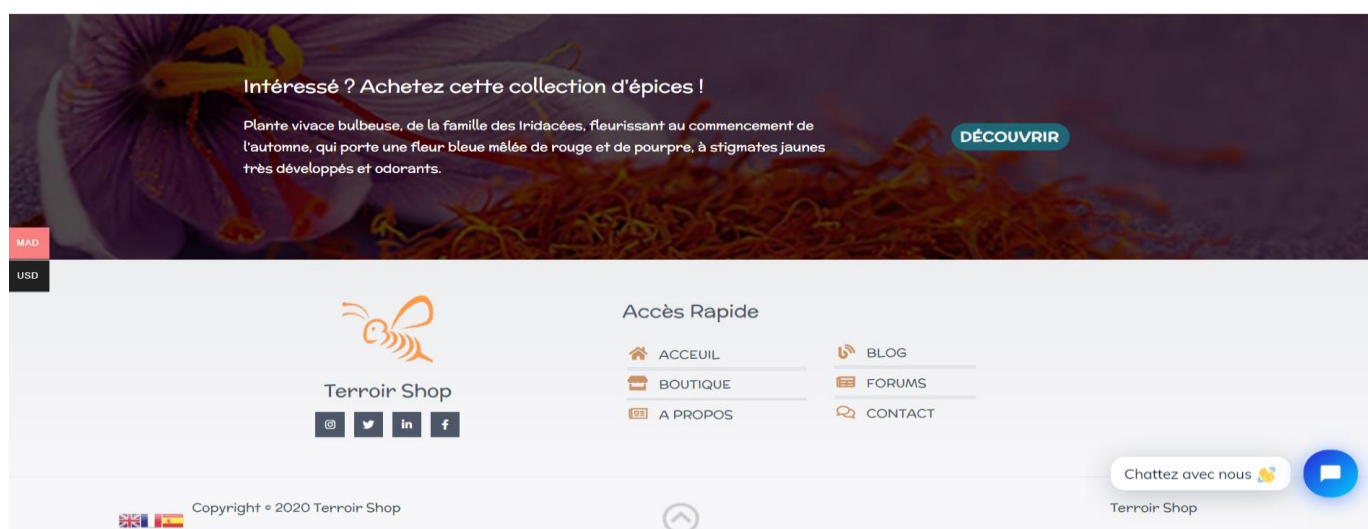 Intéressé ? Achetez cette collection d'épices !
Plante vivace bulbeuse, de la famille des Iridacées, fleurissant au commencement de
l'automne, qui porte une fleur bleue mêlée de rouge et de pourpre, à stigmates jaunes
très développés et odorants.
DÉCOUVRIR
MAD
USD
Terroir Shop
Accès Rapide
ACCEUIL
BOUTIQUE
A PROPOS
BLOG
FORUMS
CONTACT
Chattez avec nous 👋
Copyright © 2020 Terroir Shop
Terroir Shop